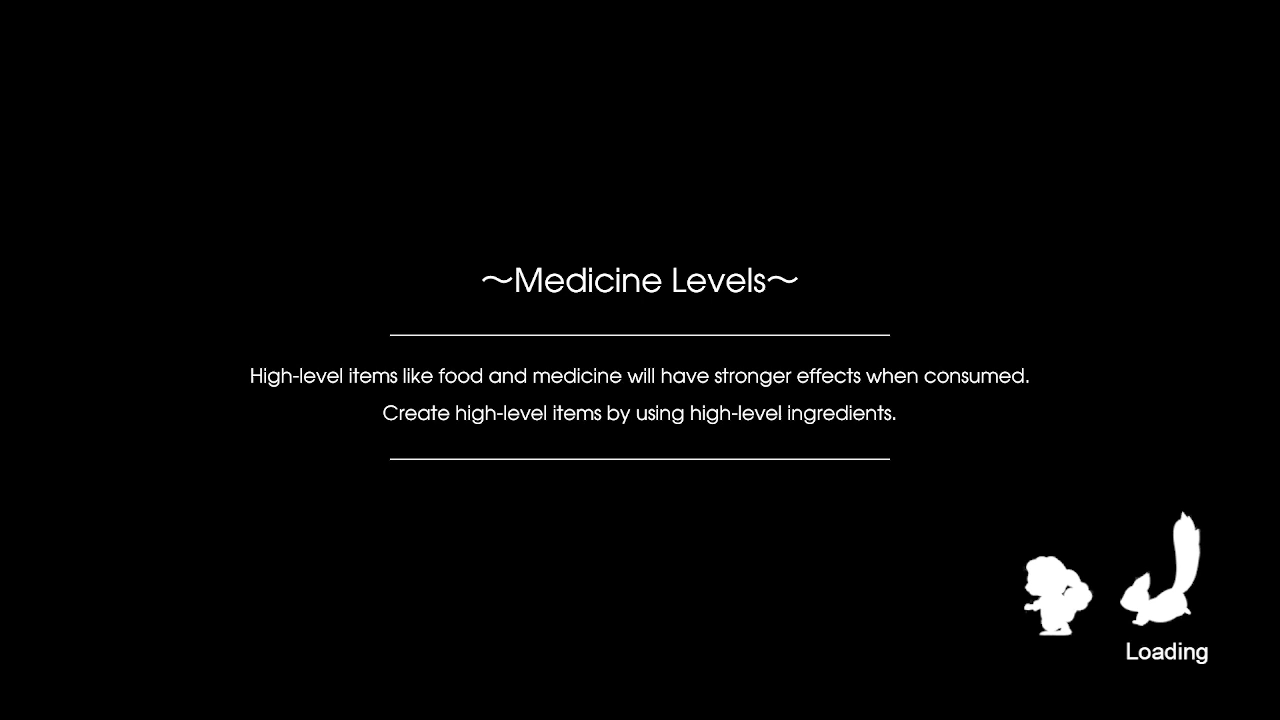 ～Medicine Levels～
High-level items like food and medicine will have stronger effects when consumed.
Create high-level items by using high-level ingredients.
Loading